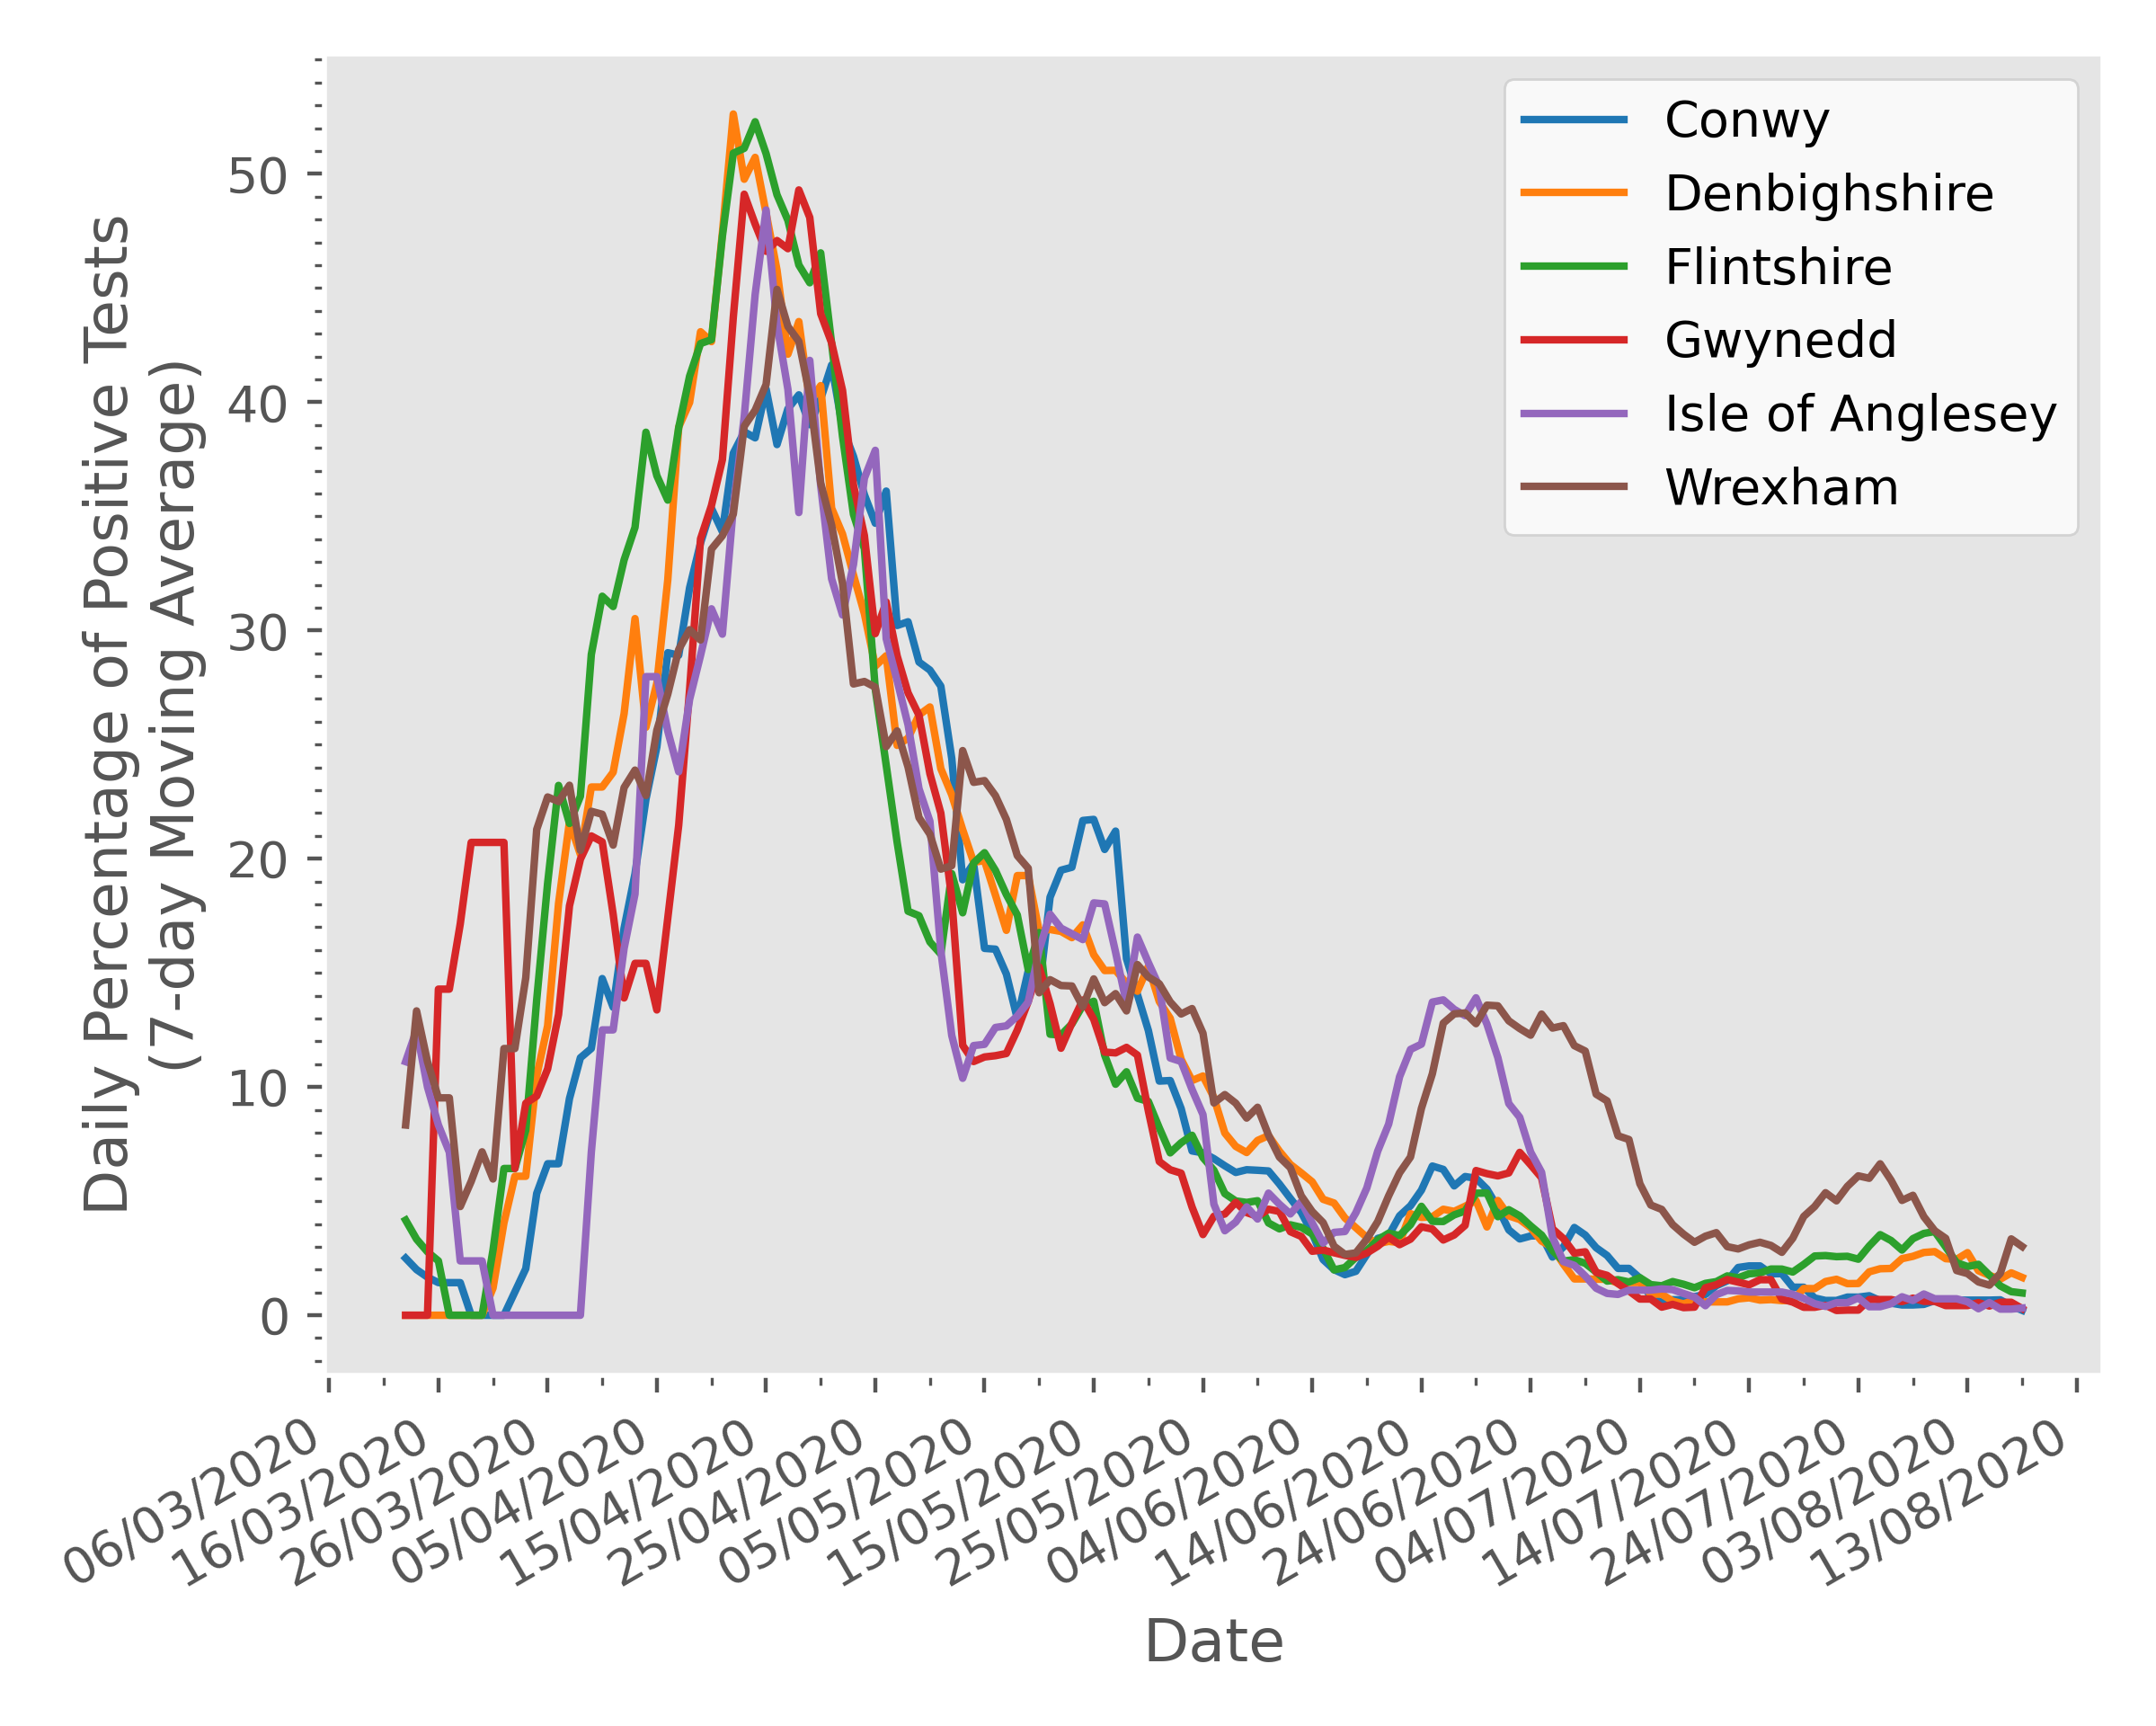 Daily Percentage of Positive Tests
(7-day Moving Average)
50
40
30
20
10
0
Conwy
Denbighshire
Flintshire
Gwynedd
Isle of Anglesey
Wrexham
06/03/2020
16/03/2020
26/03/2020
05/04/2020
15/04/2020
25/04/2020
05/05/2020
15/05/2020
25/05/2020
04/06/2020
14/06/2020
24/06/2020
04/07/2020
14/07/2020
24/07/2020
03/08/2020
13/08/2020
Date